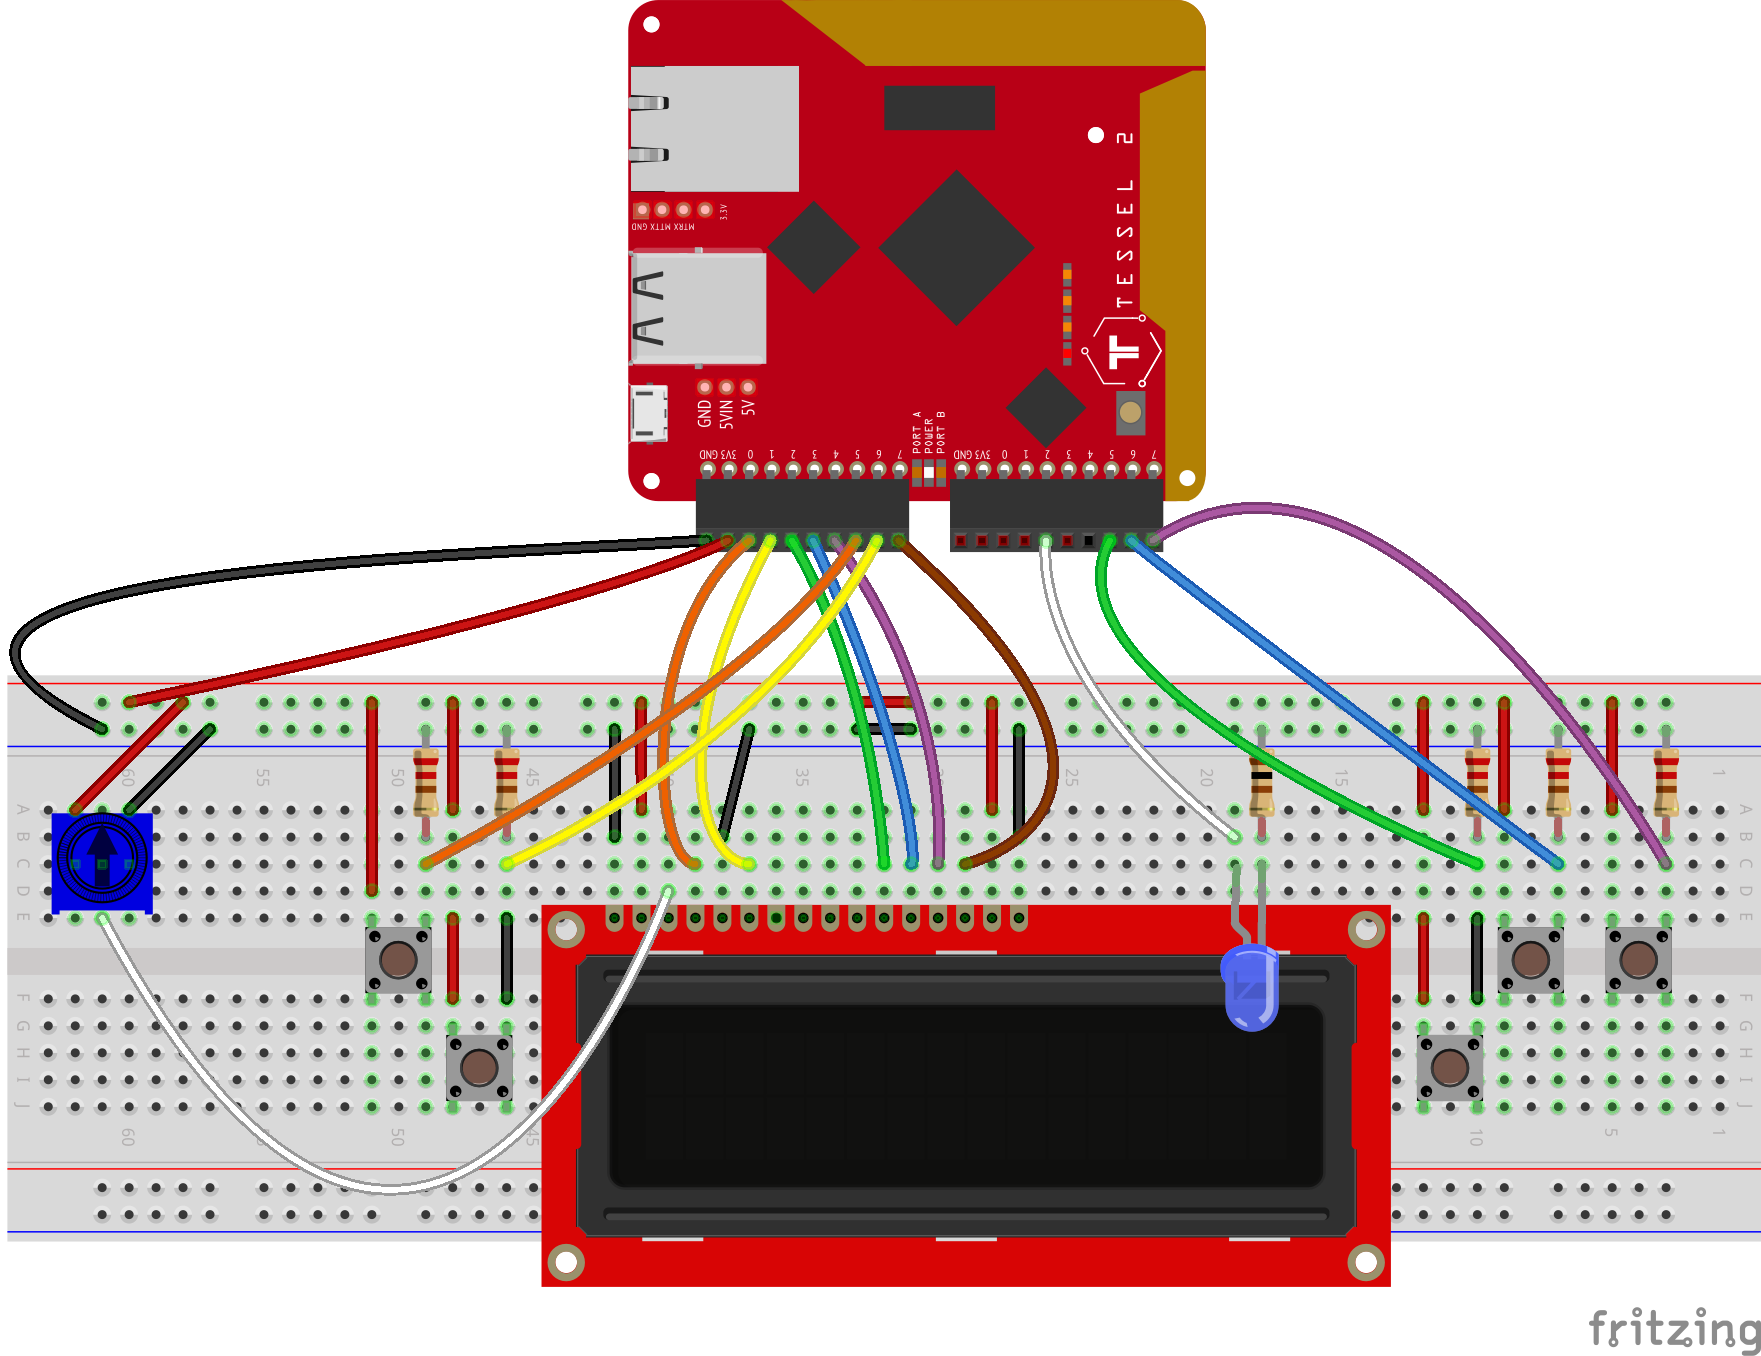 TESSEL 2
3.3V
GND MTTX MTRX
GND
5VIN
5V
PORT A
POWER
PORT B
GND 3V3 0 1 2 3 4 5 6 7
GND 3V3 0 1 2 3 4 5 6 7
60 55 50 45 35 25 20 15 1
A A
B B
C C
D D
E E
F F
G G
H H
I I
J J
60 50 45 10 5 1
fritzing